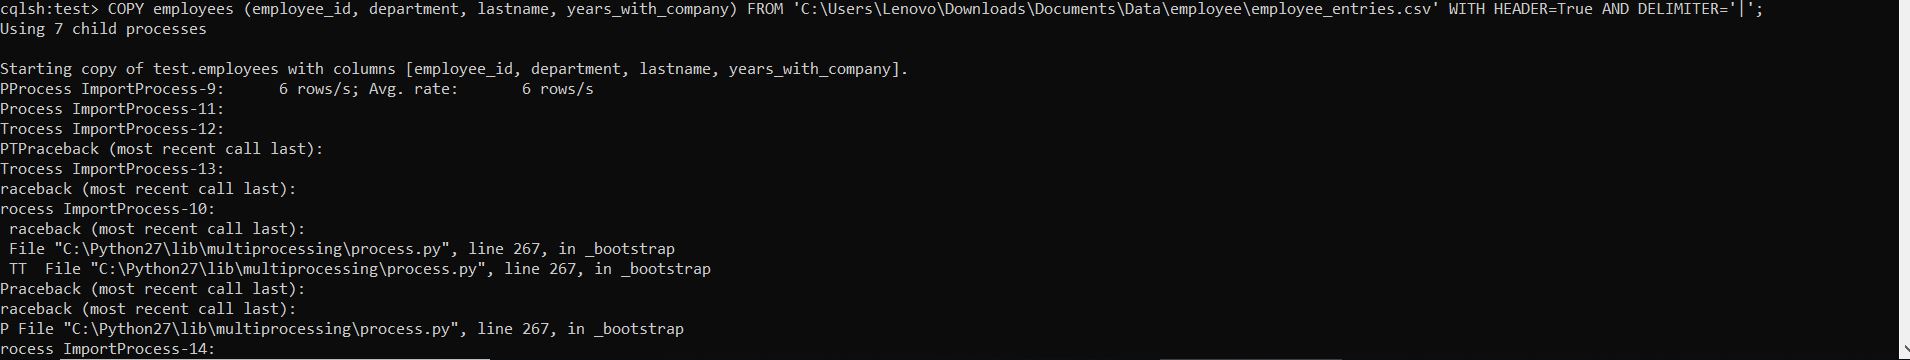 cqlsh:test> COPY employees (employee_id, department, lastname, years_with_company) FROM 'C:\Users\Lenovo\Downloads\Documents\Data\employee\employee_entries.csv' WITH HEADER=True AND DELIMITER='|';
Using 7 child processes

Starting copy of test.employees with columns [employee_id, department, lastname, years_with_company].
PProcess ImportProcess-9:      6 rows/s; Avg. rate:       6 rows/s
Process ImportProcess-11:
Trocess ImportProcess-12:
PTPraceback (most recent call last):
Trocess ImportProcess-13:
raceback (most recent call last):
rocess ImportProcess-10:
 raceback (most recent call last):
 File "C:\Python27\lib\multiprocessing\process.py", line 267, in _bootstrap
 TT  File "C:\Python27\lib\multiprocessing\process.py", line 267, in _bootstrap
Praceback (most recent call last):
raceback (most recent call last):
P File "C:\Python27\lib\multiprocessing\process.py", line 267, in _bootstrap
rocess ImportProcess-14: